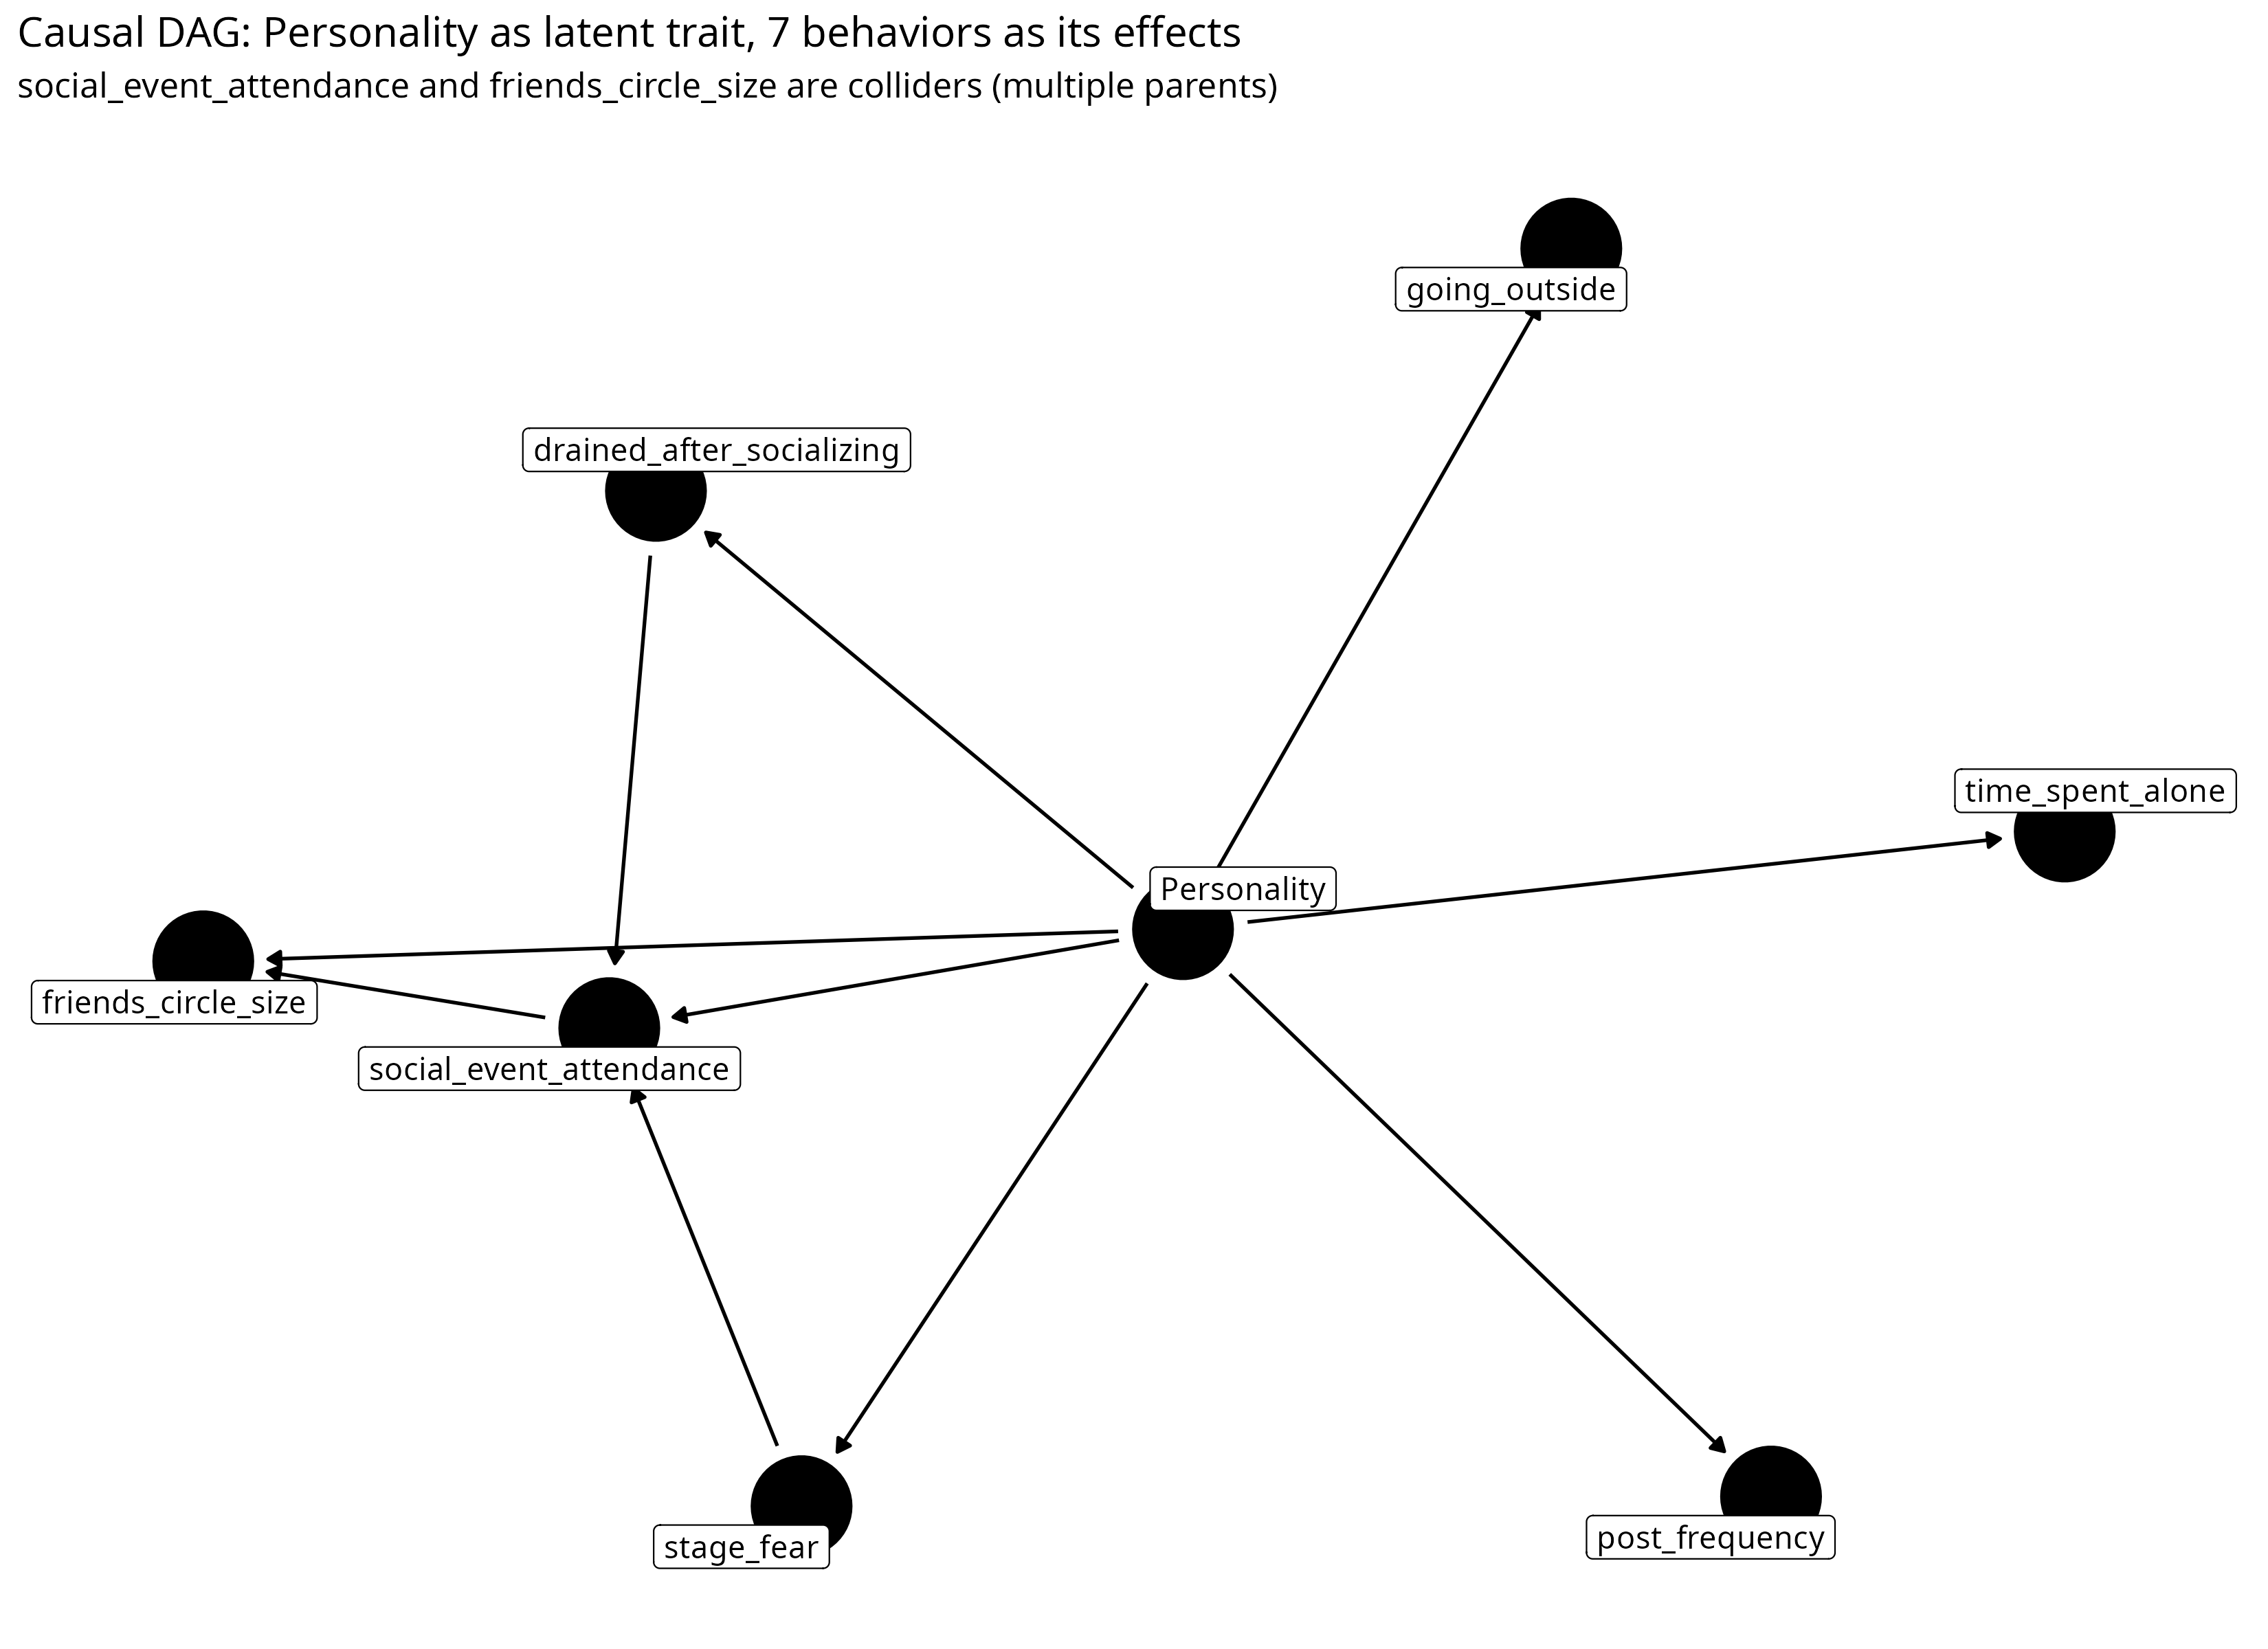 Causal DAG: Personality as latent trait, 7 behaviors as its effects
social_event_attendance and friends_circle_size are colliders (multiple parents)
going_outside
drained_after_socializing
time_spent_alone
Personality
friends_circle_size
social_event_attendance
stage_fear
post_frequency